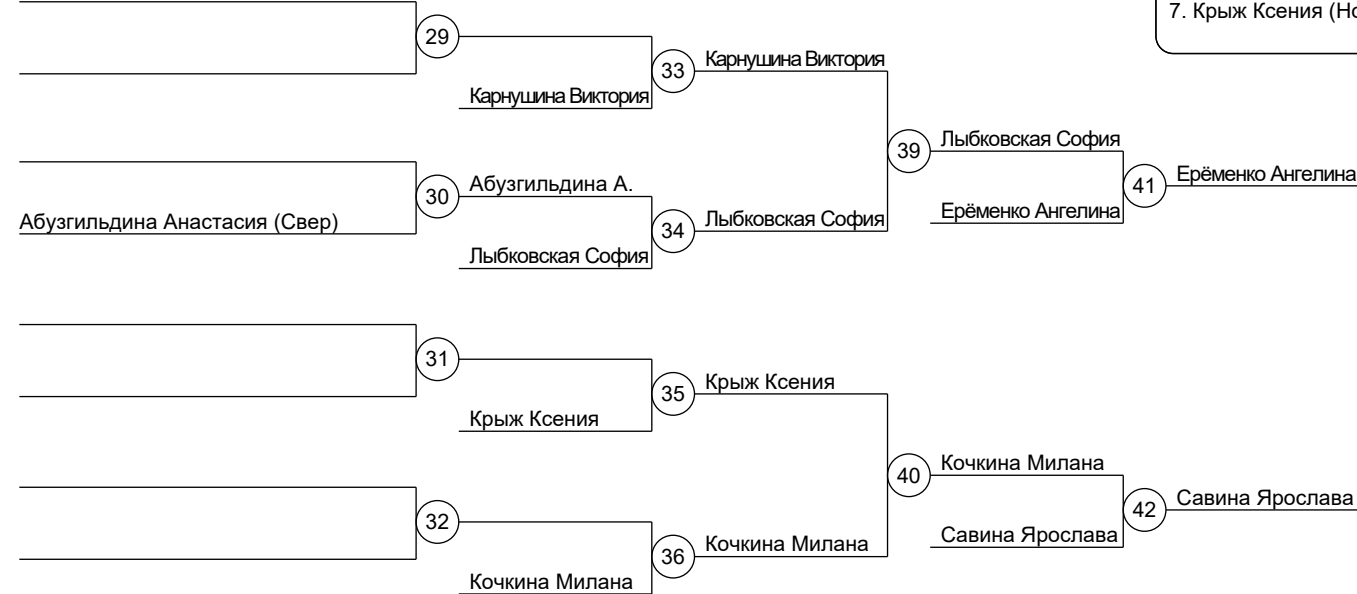 7. Крыж Ксения (Но
29
33
Карнушина Виктория
Карнушина Виктория
39
Лыбковская София
41
Ерёменко Ангелина
30
Абузгильдина А.
Абузгильдина Анастасия (Свер)
34
Лыбковская София
Ерёменко Ангелина
Лыбковская София
31
35
Крыж Ксения
Крыж Ксения
40
Кочкина Милана
42
Савина Ярослава
32
Савина Ярослава
36
Кочкина Милана
Кочкина Милана